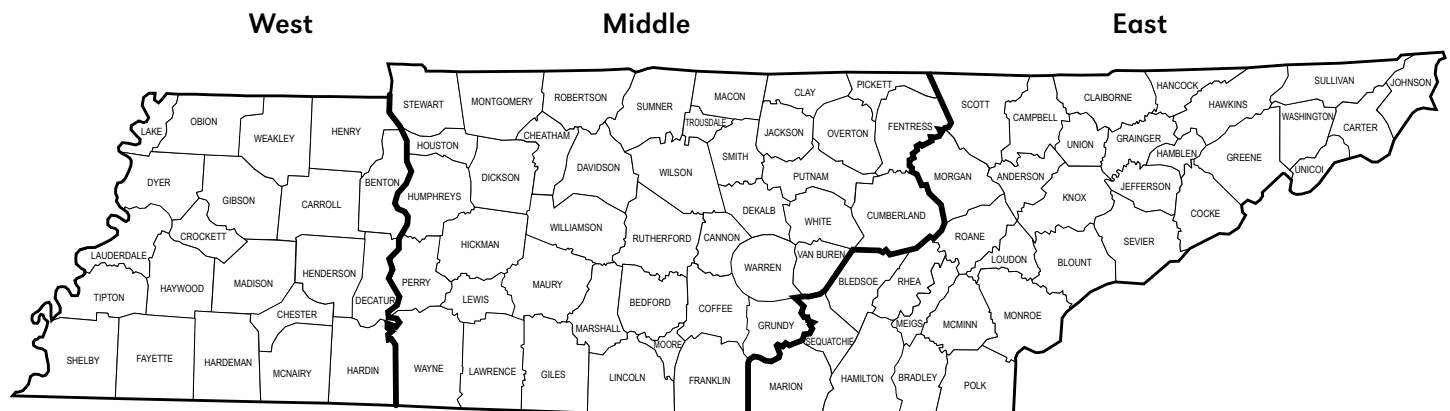 West Middle East
STEWART MONTGOMERY ROBERTSON SUMNER MACON CLAY PICKETT SCOTT CAMPBELL CLAIBORNE HANCOCK HAWKINS SULLIVAN JOHNSON
LAKE OBION WEAKLEY HENRY HOUSTON CHEATHAM TROUSDALE JACKSON OVERTON FENTRESS UNION GRAINGER WASHINGTON CARTER
DYER GIBSON CARROLL BENTON HUMPHREYS DICKSON DAVIDSON WILSON SMITH PUTNAM MORGAN ANDERSON KNOX JEFFERSON HAMBLEN GREENE UNICOI
LAUDERDALE CROCKETT HICKMAN WILLIAMSON RUTHERFORD CANNON DEKALB WHITE CUMBERLAND ROANE LOUDON BLOUNT SEVIER COCKE
TIPTON HAYWOOD MADISON HENDERSON DECATUR PERRY LEWIS MAURY BEDFORD COFFEE WARREN VAN BUREN BLEDSOE RHEA MEIGS MCMINN MONROE
CHESTER MARSHALL MOORE GRUNDY SEQUATCHIE
SHELBY FAYETTE HARDEMAN MCNAIRY HARDIN WAYNE LAWRENCE GILES LINCOLN FRANKLIN MARION HAMILTON BRADLEY POLK